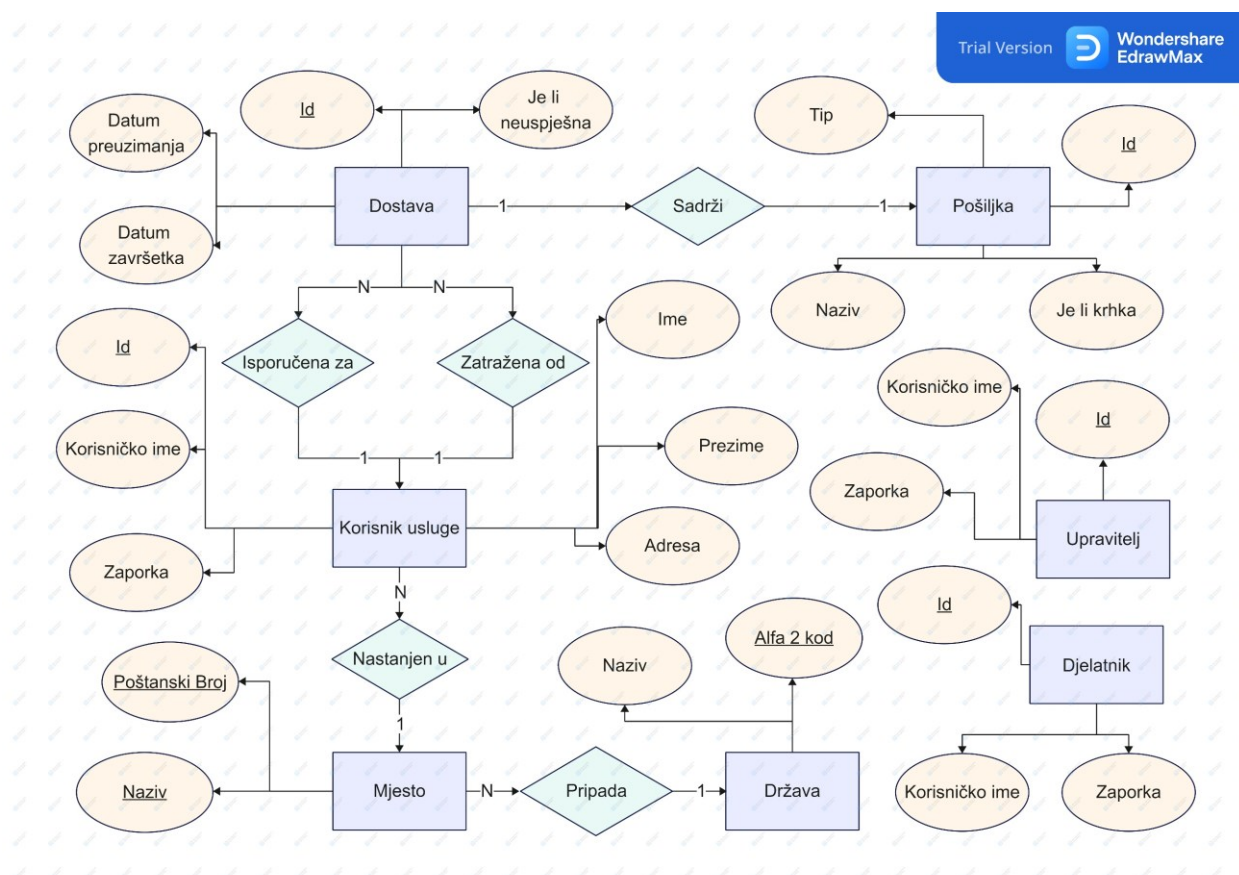 Trial Version
Wondershare
EdrawMax
Id
Je li
neuspješna
Datum
preuzimanja
Tip
Id
Dostava
1
Sadrži
1
Pošiljka
Datum
završetka
N
N
Naziv
Je li krhka
Ime
Id
Isporučena za
Zatražena od
Korisničko ime
Id
Korisničko ime
Prezime
1
1
Zaporka
Korisnik usluge
Upravitelj
Adresa
Zaporka
N
Id
Alfa 2 kod
Nastanjen u
Naziv
Djelatnik
Poštanski Broj
1
Naziv
Mjesto
N
Pripada
1
Država
Korisničko ime
Zaporka